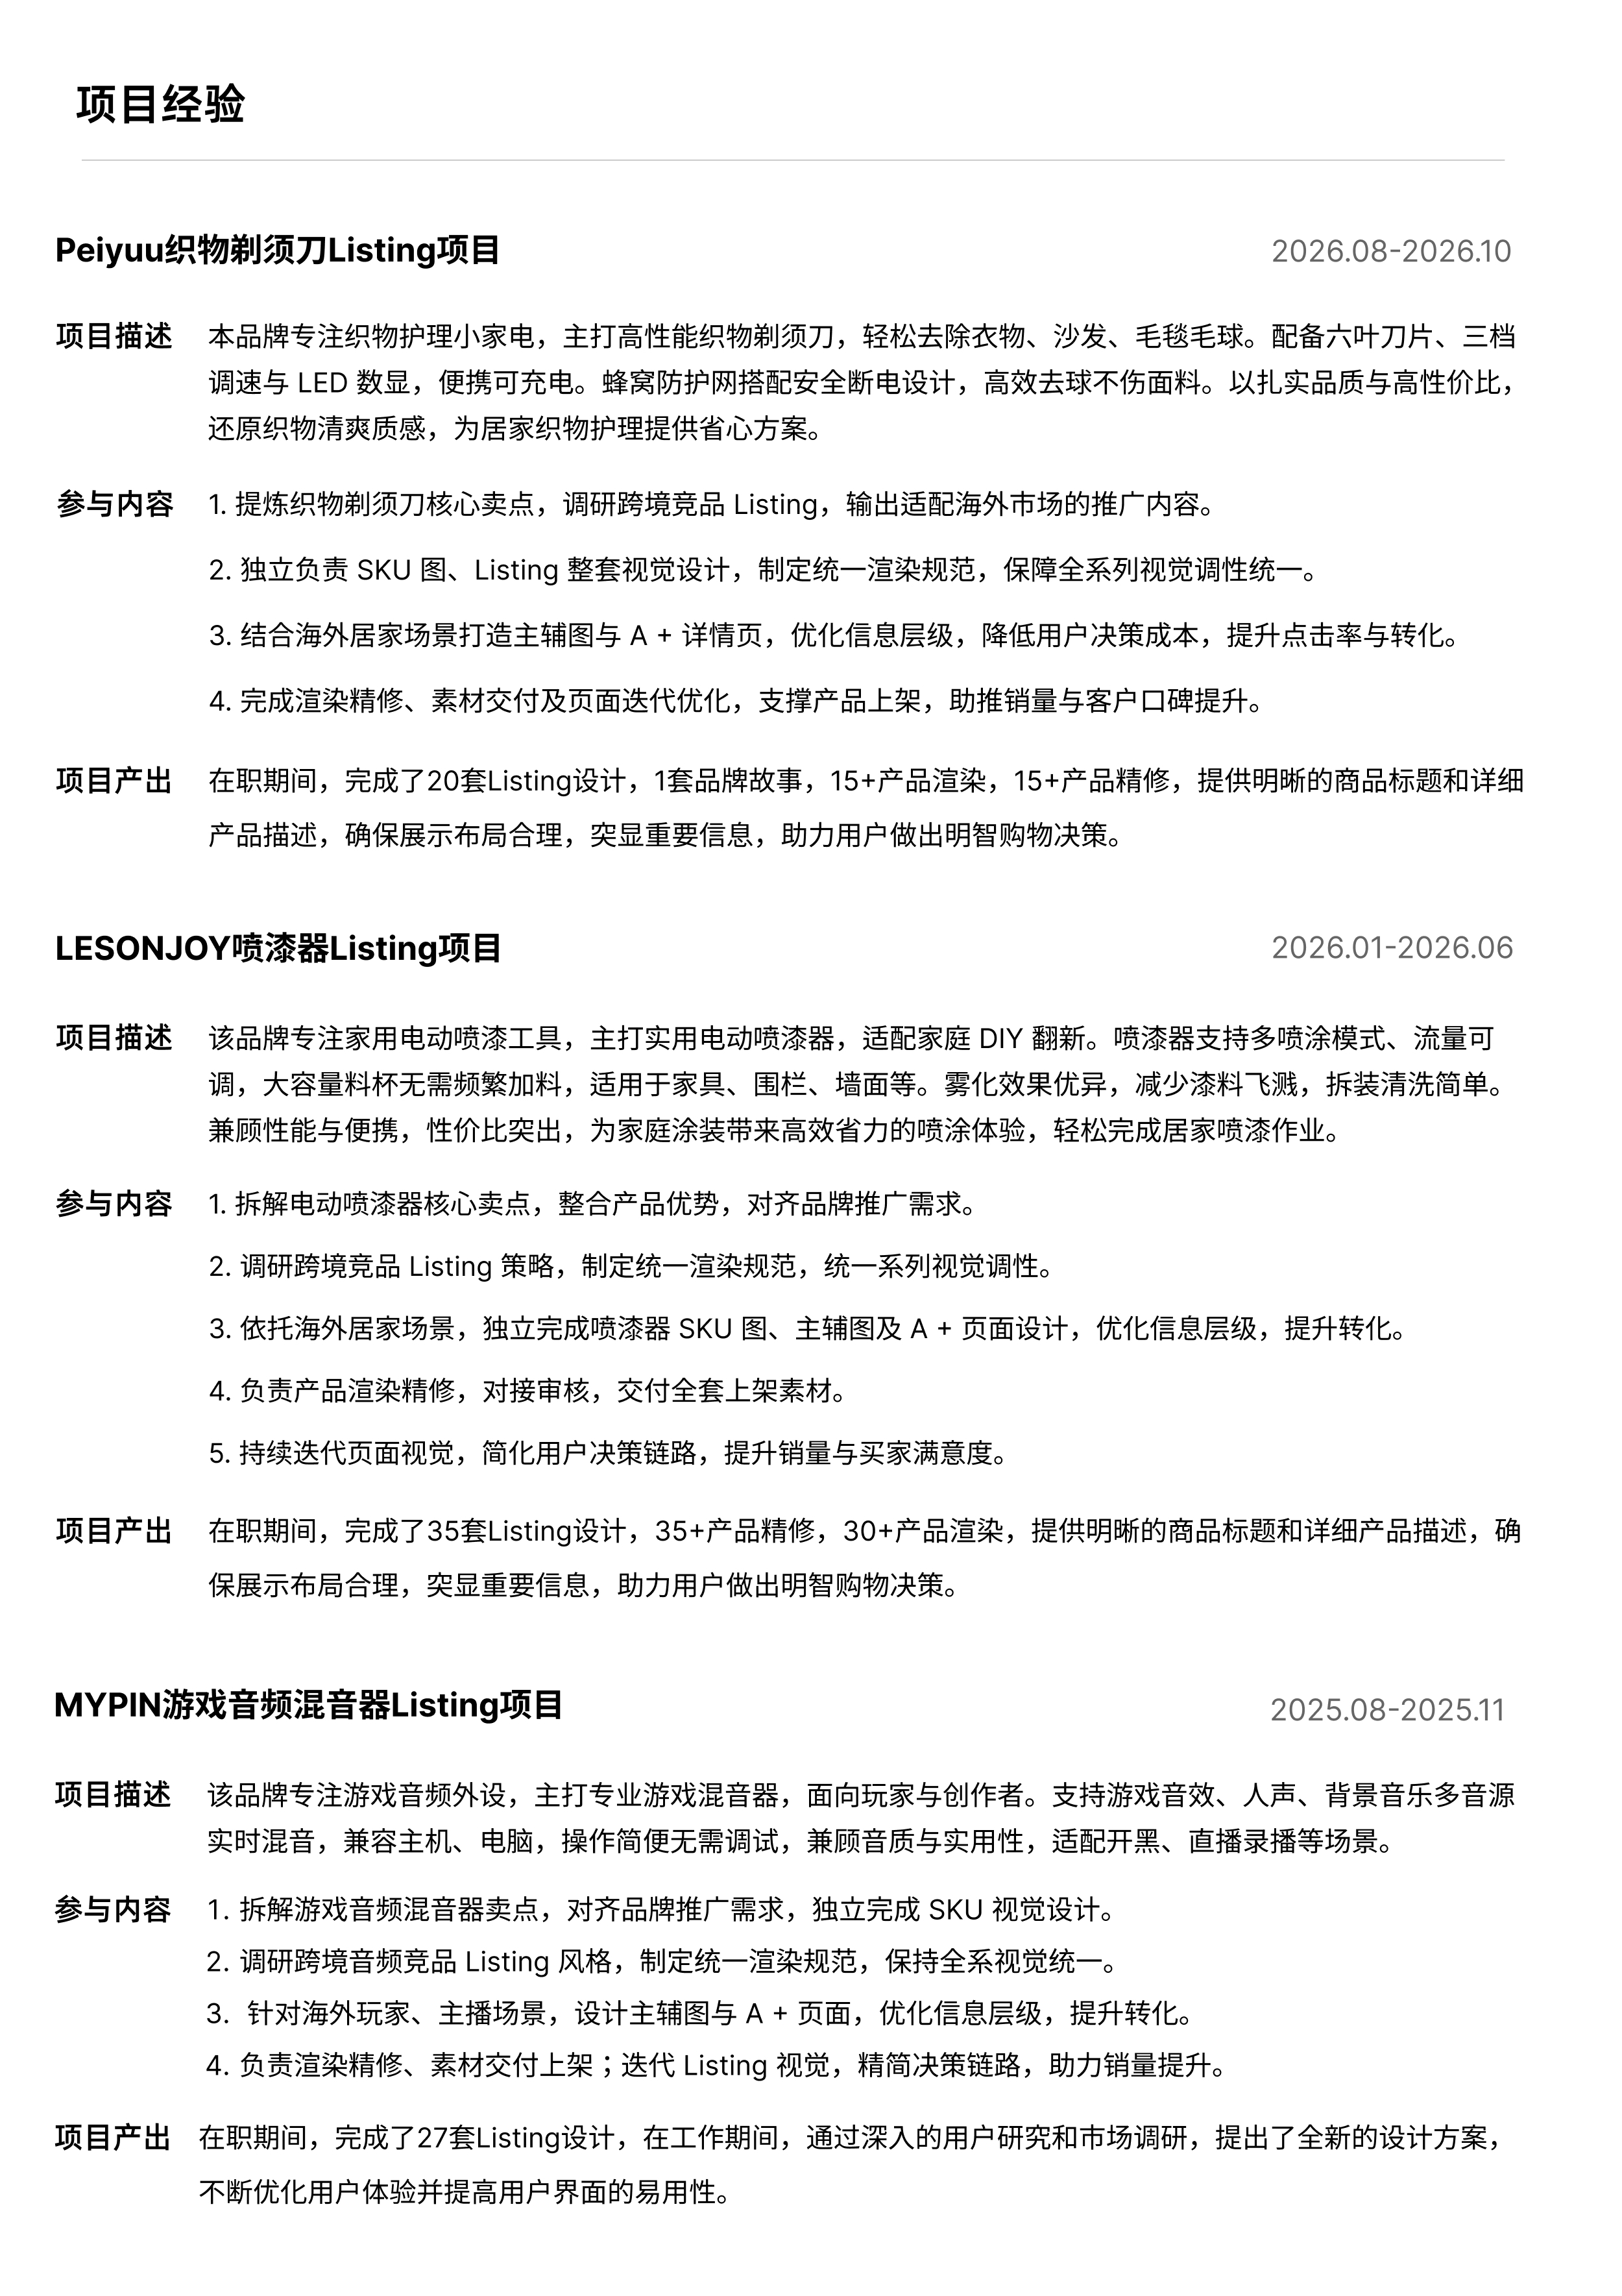 项目经验
Peiyuu织物剃须刀Listing项目
2026.08-2026.10
项目描述
本品牌专注织物护理小家电，主打高性能织物剃须刀，轻松去除衣物、沙发、毛毯毛球。配备六叶刀片、三档
调速与 LED 数显，便携可充电。蜂窝防护网搭配安全断电设计，高效去球不伤面料。以扎实品质与高性价比，
还原织物清爽质感，为居家织物护理提供省心方案。
参与内容
1. 提炼织物剃须刀核心卖点，调研跨境竞品 Listing，输出适配海外市场的推广内容。
2. 独立负责 SKU 图、Listing 整套视觉设计，制定统一渲染规范，保障全系列视觉调性统一。
3. 结合海外居家场景打造主辅图与 A + 详情页，优化信息层级，降低用户决策成本，提升点击率与转化。
4. 完成渲染精修、素材交付及页面迭代优化，支撑产品上架，助推销量与客户口碑提升。
项目产出
在职期间，完成了20套Listing设计，1套品牌故事，15+产品渲染，15+产品精修，提供明晰的商品标题和详细
产品描述，确保展示布局合理，突显重要信息，助力用户做出明智购物决策。
LESONJOY喷漆器Listing项目
2026.01-2026.06
项目描述
该品牌专注家用电动喷漆工具，主打实用电动喷漆器，适配家庭 DIY 翻新。喷漆器支持多喷涂模式、流量可
调，大容量料杯无需频繁加料，适用于家具、围栏、墙面等。雾化效果优异，减少漆料飞溅，拆装清洗简单。
兼顾性能与便携，性价比突出，为家庭涂装带来高效省力的喷涂体验，轻松完成居家喷漆作业。
参与内容
1. 拆解电动喷漆器核心卖点，整合产品优势，对齐品牌推广需求。
2. 调研跨境竞品 Listing 策略，制定统一渲染规范，统一系列视觉调性。
3. 依托海外居家场景，独立完成喷漆器 SKU 图、主辅图及 A + 页面设计，优化信息层级，提升转化。
4. 负责产品渲染精修，对接审核，交付全套上架素材。
5. 持续迭代页面视觉，简化用户决策链路，提升销量与买家满意度。
项目产出
在职期间，完成了35套Listing设计，35+产品精修，30+产品渲染，提供明晰的商品标题和详细产品描述，确
保展示布局合理，突显重要信息，助力用户做出明智购物决策。
MYPIN游戏音频混音器Listing项目
2025.08-2025.11
项目描述
该品牌专注游戏音频外设，主打专业游戏混音器，面向玩家与创作者。支持游戏音效、人声、背景音乐多音源
实时混音，兼容主机、电脑，操作简便无需调试，兼顾音质与实用性，适配开黑、直播录播等场景。
参与内容
1. 拆解游戏音频混音器卖点，对齐品牌推广需求，独立完成 SKU 视觉设计。
2. 调研跨境音频竞品 Listing 风格，制定统一渲染规范，保持全系视觉统一。
3. 针对海外玩家、主播场景，设计主辅图与 A + 页面，优化信息层级，提升转化。
4. 负责渲染精修、素材交付上架；迭代 Listing 视觉，精简决策链路，助力销量提升。
项目产出
在职期间，完成了27套Listing设计，在工作期间，通过深入的用户研究和市场调研，提出了全新的设计方案，
不断优化用户体验并提高用户界面的易用性。